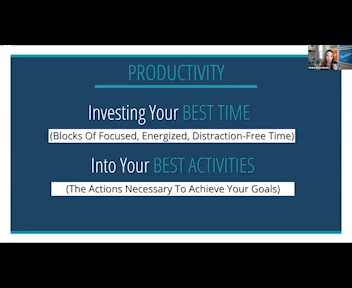 PRODUCTIVITY
Investing Your BEST TIME
(Blocks Of Focused, Energized, Distraction-Free Time)
Into Your BEST ACTIVITIES
(The Actions Necessary To Achieve Your Goals)